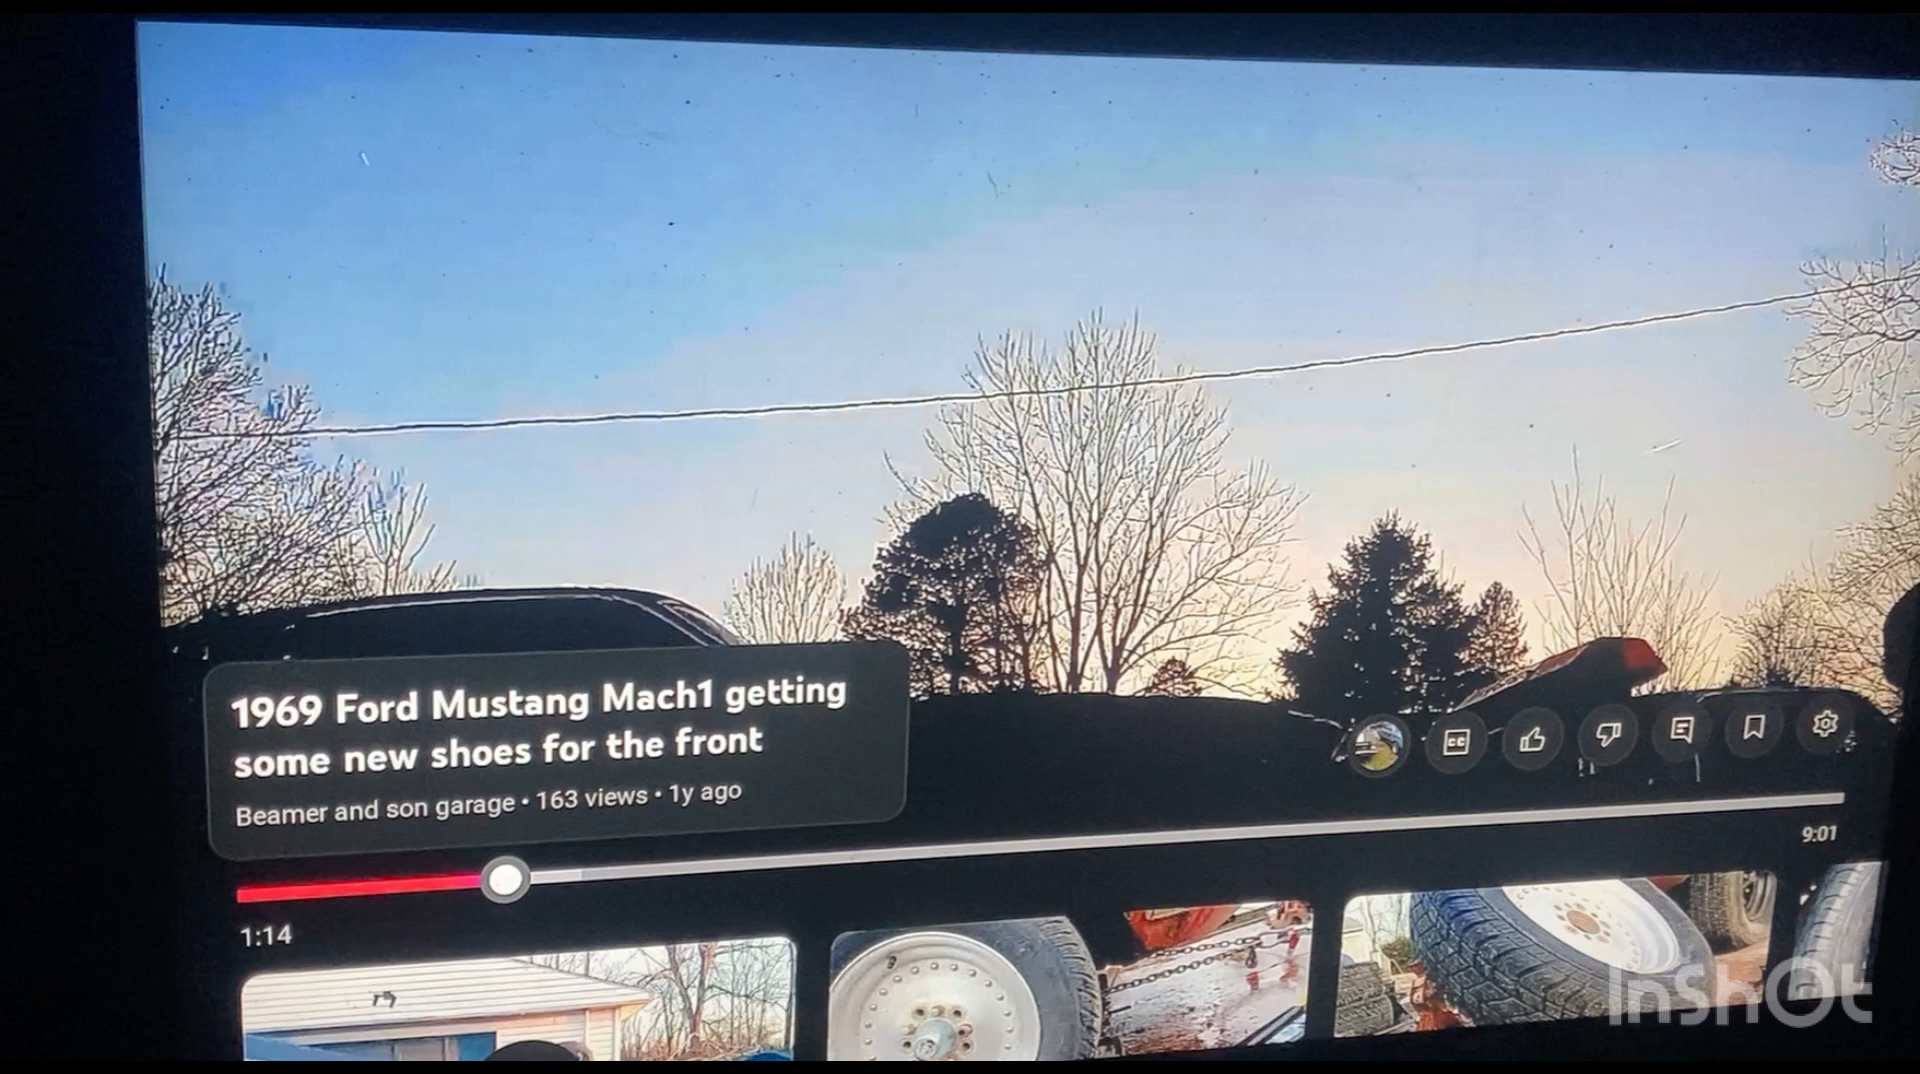 1969 Ford Mustang Mach1 getting
some new shoes for the front
Beamer and son garage • 163 views • 1y ago
CC
9:01
1:14
InShOt